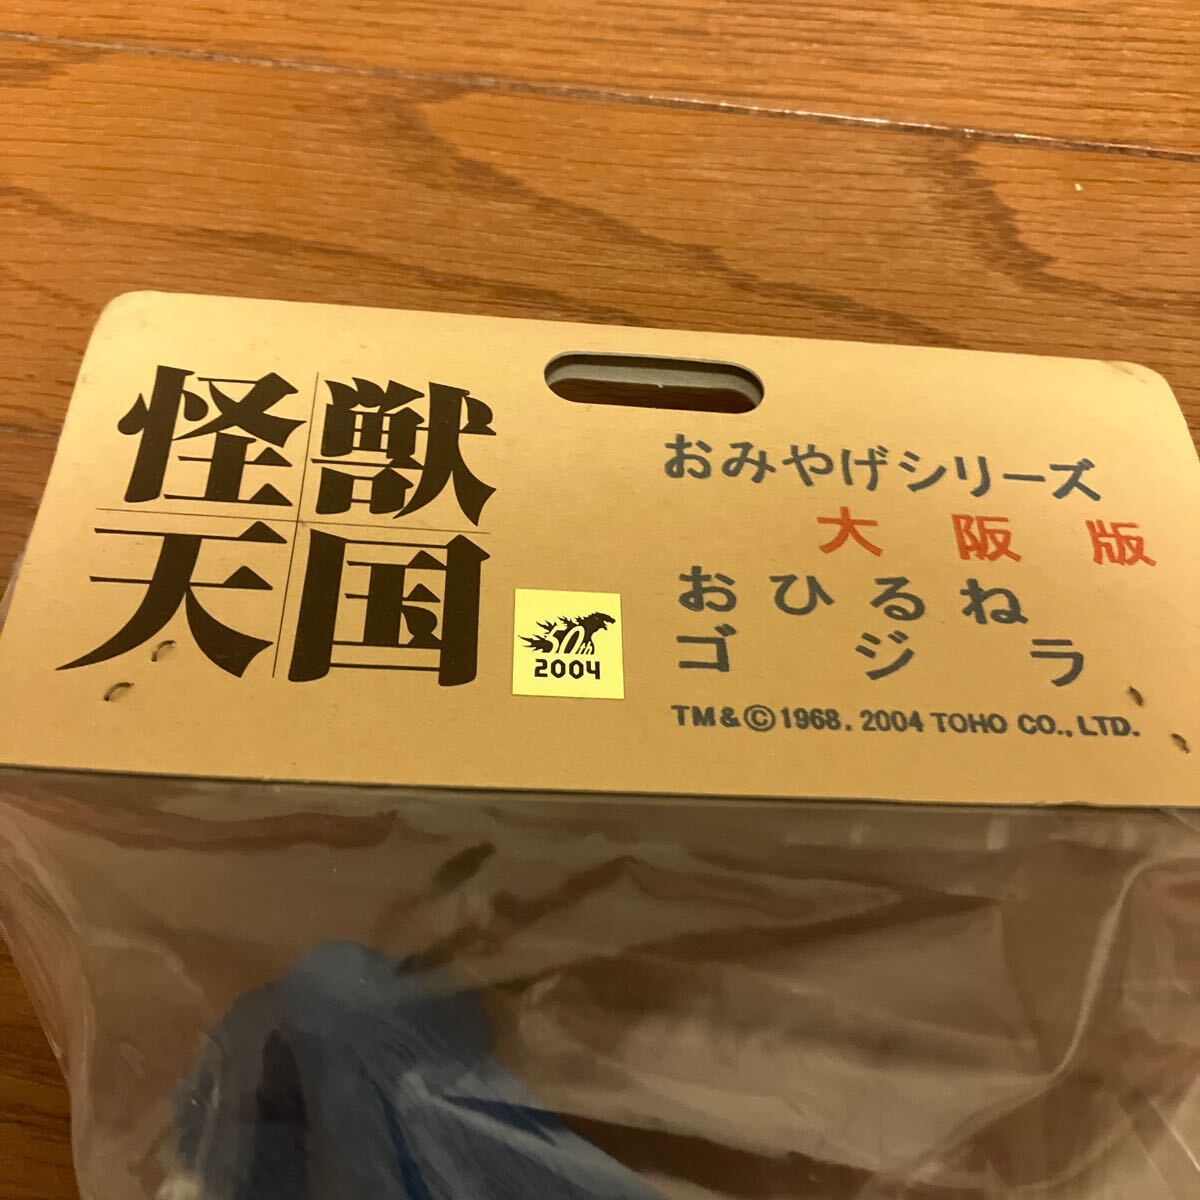 怪獣
天国
50th
2004
おみやげシリーズ
大阪版
おひるね
ゴジラ
TM&©1968, 2004 TOHO CO., LTD.